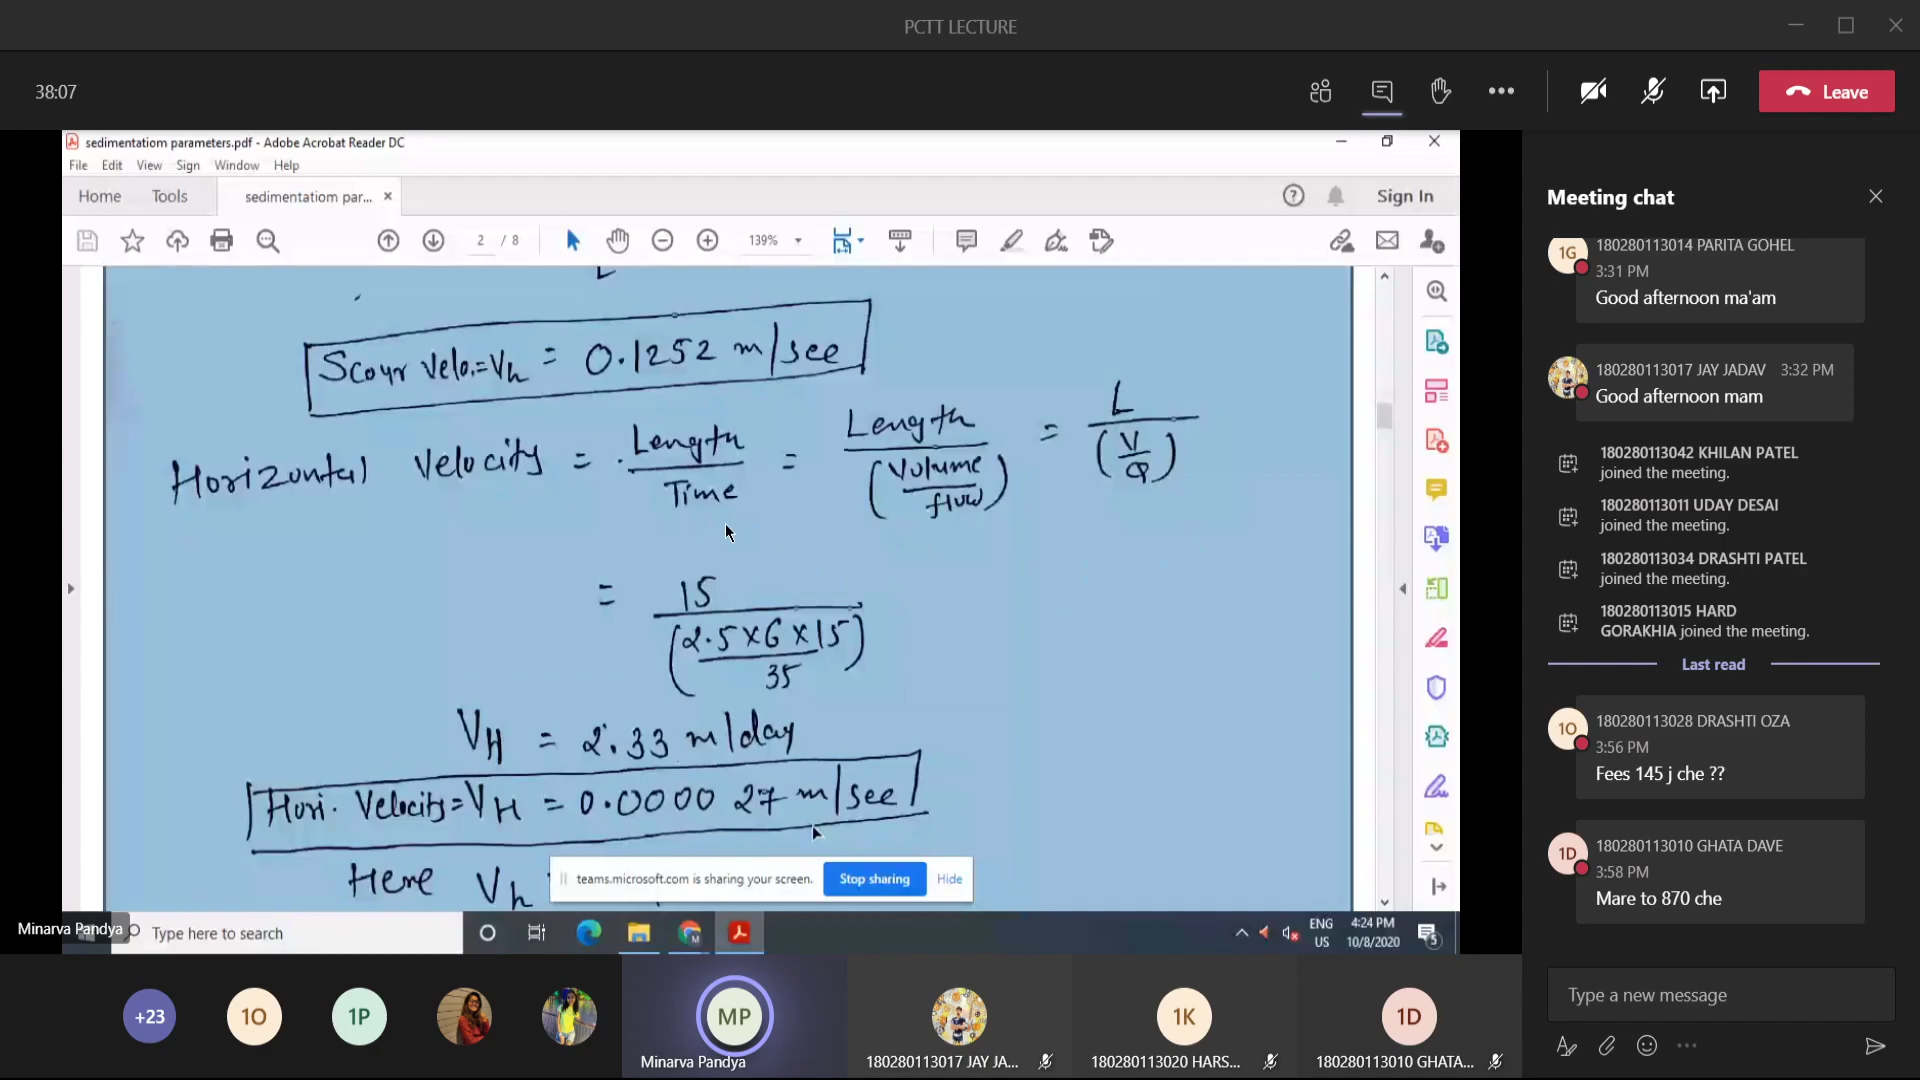 PCTT LECTURE
38:07
Leave
sedimentatiom parameters.pdf - Adobe Acrobat Reader DC
File Edit View Sign Window Help
Home Tools sedimentatiom par... ×
Sign In
2 / 8 139%
Scour Velo.=Vh = 0.1252 m/sec
Horizontal Velocity = Length / Time = Length / (Volume / flow) = L / (V / Q)
= 15 / (2.5 x 6 x 15 / 35)
VH = 2.33 m/day
Hori. Velocity = VH = 0.0000 27 m/sec
Here Vh
teams.microsoft.com is sharing your screen. Stop sharing Hide
Minarva Pandya
Type here to search
ENG
US
4:24 PM
10/8/2020
5
+23
1O
1P
MP
Minarva Pandya
180280113017 JAY JA...
1K
180280113020 HARS...
1D
180280113010 GHATA...
Meeting chat
1G
180280113014 PARITA GOHEL
3:31 PM
Good afternoon ma'am
180280113017 JAY JADAV 3:32 PM
Good afternoon mam
180280113042 KHILAN PATEL
joined the meeting.
180280113011 UDAY DESAI
joined the meeting.
180280113034 DRASHTI PATEL
joined the meeting.
180280113015 HARD
GORAKHIA joined the meeting.
Last read
1O
180280113028 DRASHTI OZA
3:56 PM
Fees 145 j che ??
1D
180280113010 GHATA DAVE
3:58 PM
Mare to 870 che
Type a new message